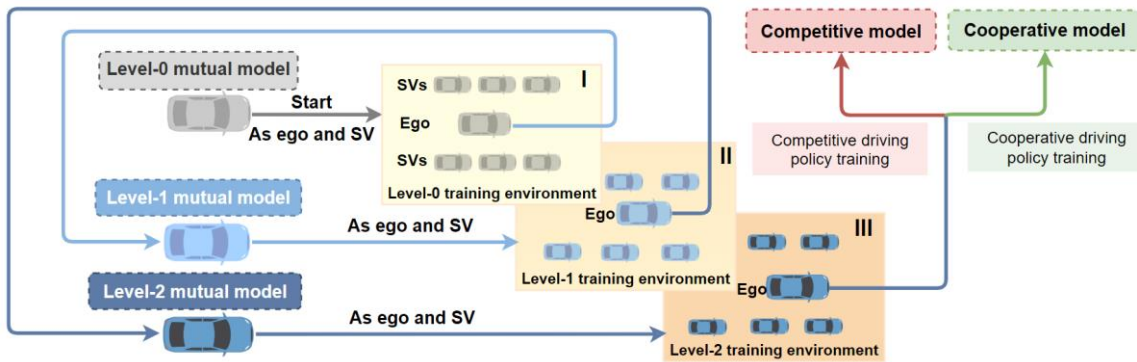 Competitive model
Cooperative model
Level-0 mutual model
Start
As ego and SV
SVs
I
Ego
SVs
Level-0 training environment
Competitive driving
policy training
Cooperative driving
policy training
II
Level-1 mutual model
As ego and SV
Ego
Level-1 training environment
III
Level-2 mutual model
As ego and SV
Ego
Level-2 training environment